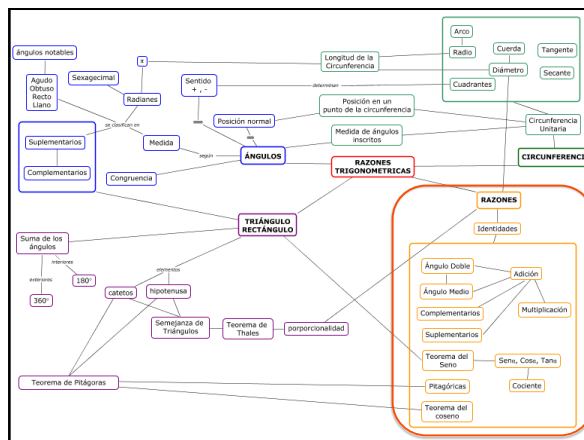 ángulos notables
Agudo
Obtuso
Recto
Llano
Sexagecimal
π
Radianes
Sentido
+ , -
Longitud de la
Circunferencia
Arco
Radio
Cuerda
Diámetro
Tangente
Secante
Cuadrantes
determinan
se clasifican en
Posición normal
Posición en un
punto de la circunferencia
Medida de ángulos
inscritos
Circunferencia
Unitaria
Suplementarios
Complementarios
Medida
según
ÁNGULOS
Congruencia
RAZONES
TRIGONOMETRICAS
CIRCUNFERENCI
TRIÁNGULO
RECTÁNGULO
RAZONES
Identidades
Suma de los
ángulos
interiores
exteriores
180°
360°
elementos
catetos
hipotenusa
Semejanza de
Triángulos
Teorema de
Thales
porporcionalidad
Ángulo Doble
Adición
Ángulo Medio
Complementarios
Multiplicación
Suplementarios
Teorema del
Seno
Senα, Cosα, Tanα
Cociente
Teorema de Pitágoras
Pitagóricas
Teorema del
coseno